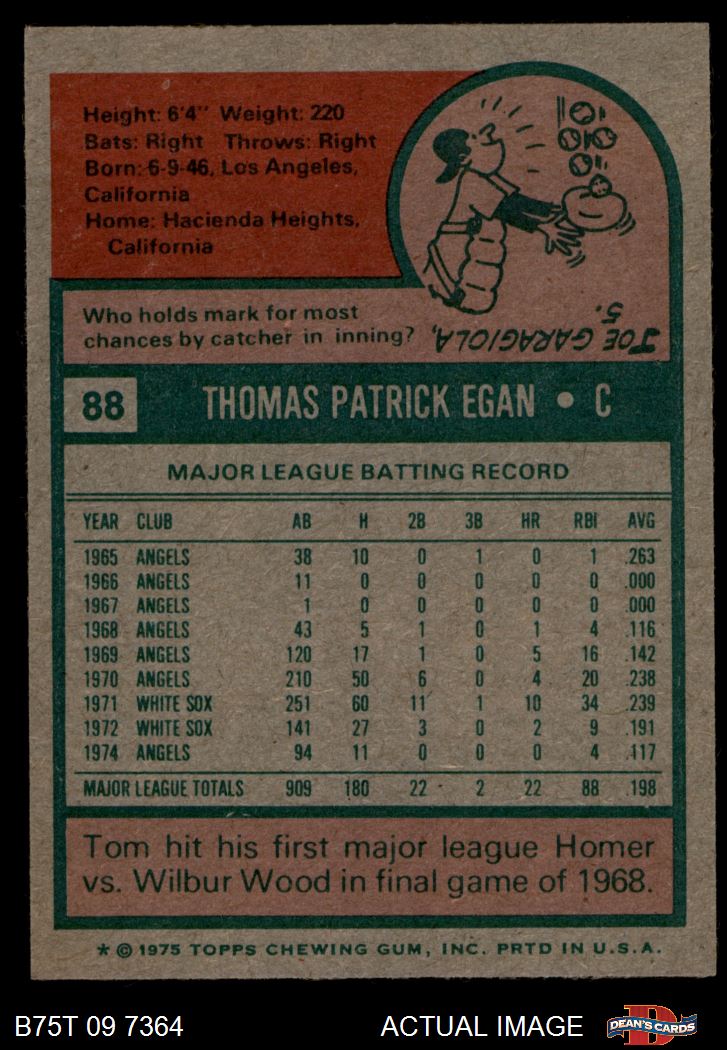 Height: 6'4" Weight: 220
Bats: Right Throws: Right
Born: 6-9-46, Los Angeles,
California
Home: Hacienda Heights,
California
Who holds mark for most
chances by catcher in inning?
JOE GARAGIOLA,
5.
88 THOMAS PATRICK EGAN • C
MAJOR LEAGUE BATTING RECORD
YEAR CLUB AB H 2B 3B HR RBI AVG
1965 ANGELS 38 10 0 1 0 1 .263
1966 ANGELS 11 0 0 0 0 0 .000
1967 ANGELS 1 0 0 0 0 0 .000
1968 ANGELS 43 5 1 0 1 4 .116
1969 ANGELS 120 17 1 0 5 16 .142
1970 ANGELS 210 50 6 0 4 20 .238
1971 WHITE SOX 251 60 11 1 10 34 .239
1972 WHITE SOX 141 27 3 0 2 9 .191
1974 ANGELS 94 11 0 0 0 4 .117
MAJOR LEAGUE TOTALS 909 180 22 2 22 88 .198
Tom hit his first major league Homer
vs. Wilbur Wood in final game of 1968.
* © 1975 TOPPS CHEWING GUM, INC. PRTD IN U.S.A.
B75T 09 7364 ACTUAL IMAGE D DEAN'S CARDS